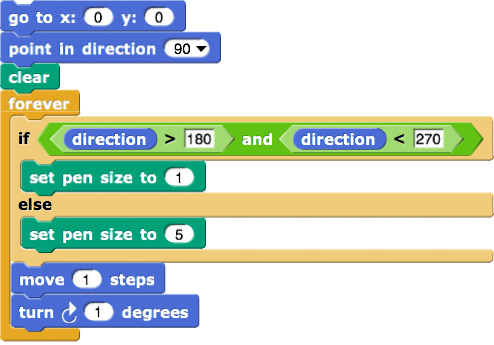 go to x: 0 y: 0
point in direction 90
clear
forever
if direction > 180 and direction < 270
set pen size to 1
else
set pen size to 5
move 1 steps
turn 1 degrees